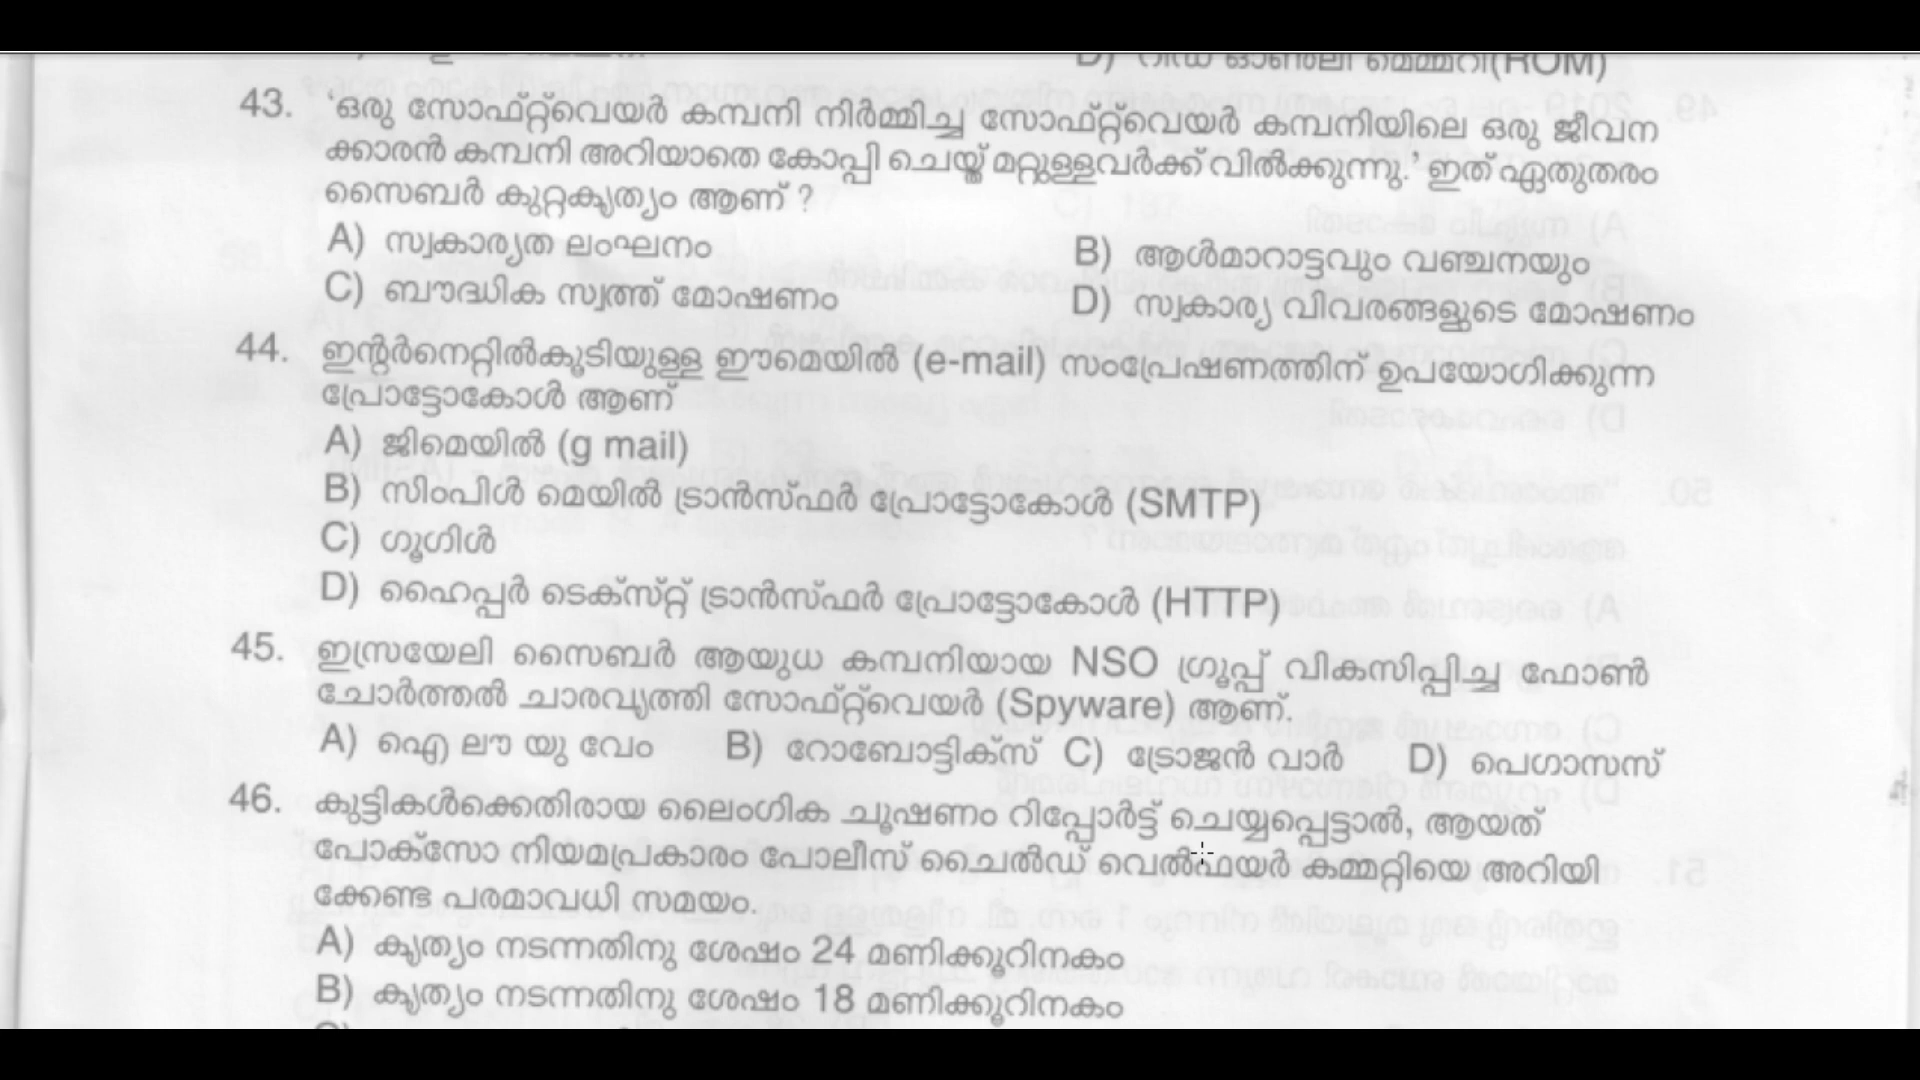 D) റീഡ് ഓൺലി മെമ്മറി(ROM)
43. 'ഒരു സോഫ്റ്റ്‌വെയർ കമ്പനി നിർമ്മിച്ച സോഫ്റ്റ്‌വെയർ കമ്പനിയിലെ ഒരു ജീവന
ക്കാരൻ കമ്പനി അറിയാതെ കോപ്പി ചെയ്ത് മറ്റുള്ളവർക്ക് വിൽക്കുന്നു.' ഇത് ഏതുതരം
സൈബർ കുറ്റകൃത്യം ആണ് ?
A) സ്വകാര്യത ലംഘനം
B) ആൾമാറാട്ടവും വഞ്ചനയും
C) ബൗദ്ധിക സ്വത്ത് മോഷണം
D) സ്വകാര്യ വിവരങ്ങളുടെ മോഷണം
44. ഇന്റർനെറ്റിൽകൂടിയുള്ള ഈമെയിൽ (e-mail) സംപ്രേഷണത്തിന് ഉപയോഗിക്കുന്ന
പ്രോട്ടോകോൾ ആണ്
A) ജിമെയിൽ (g mail)
B) സിംപിൾ മെയിൽ ട്രാൻസ്ഫർ പ്രോട്ടോകോൾ (SMTP)
C) ഗൂഗിൾ
D) ഹൈപ്പർ ടെക്സ്റ്റ് ട്രാൻസ്ഫർ പ്രോട്ടോകോൾ (HTTP)
45. ഇസ്രയേലി സൈബർ ആയുധ കമ്പനിയായ NSO ഗ്രൂപ്പ് വികസിപ്പിച്ച ഫോൺ
ചോർത്തൽ ചാരവൃത്തി സോഫ്റ്റ്‌വെയർ (Spyware) ആണ്.
A) ഐ ലൗ യു വേം B) റോബോട്ടിക്സ് C) ട്രോജൻ വാർ D) പെഗാസസ്
46. കുട്ടികൾക്കെതിരായ ലൈംഗിക ചൂഷണം റിപ്പോർട്ട് ചെയ്യപ്പെട്ടാൽ, ആയത്
പോക്സോ നിയമപ്രകാരം പോലീസ് ചൈൽഡ് വെൽഫയർ കമ്മറ്റിയെ അറിയി
ക്കേണ്ട പരമാവധി സമയം.
A) കൃത്യം നടന്നതിനു ശേഷം 24 മണിക്കൂറിനകം
B) കൃത്യം നടന്നതിനു ശേഷം 18 മണിക്കൂറിനകം